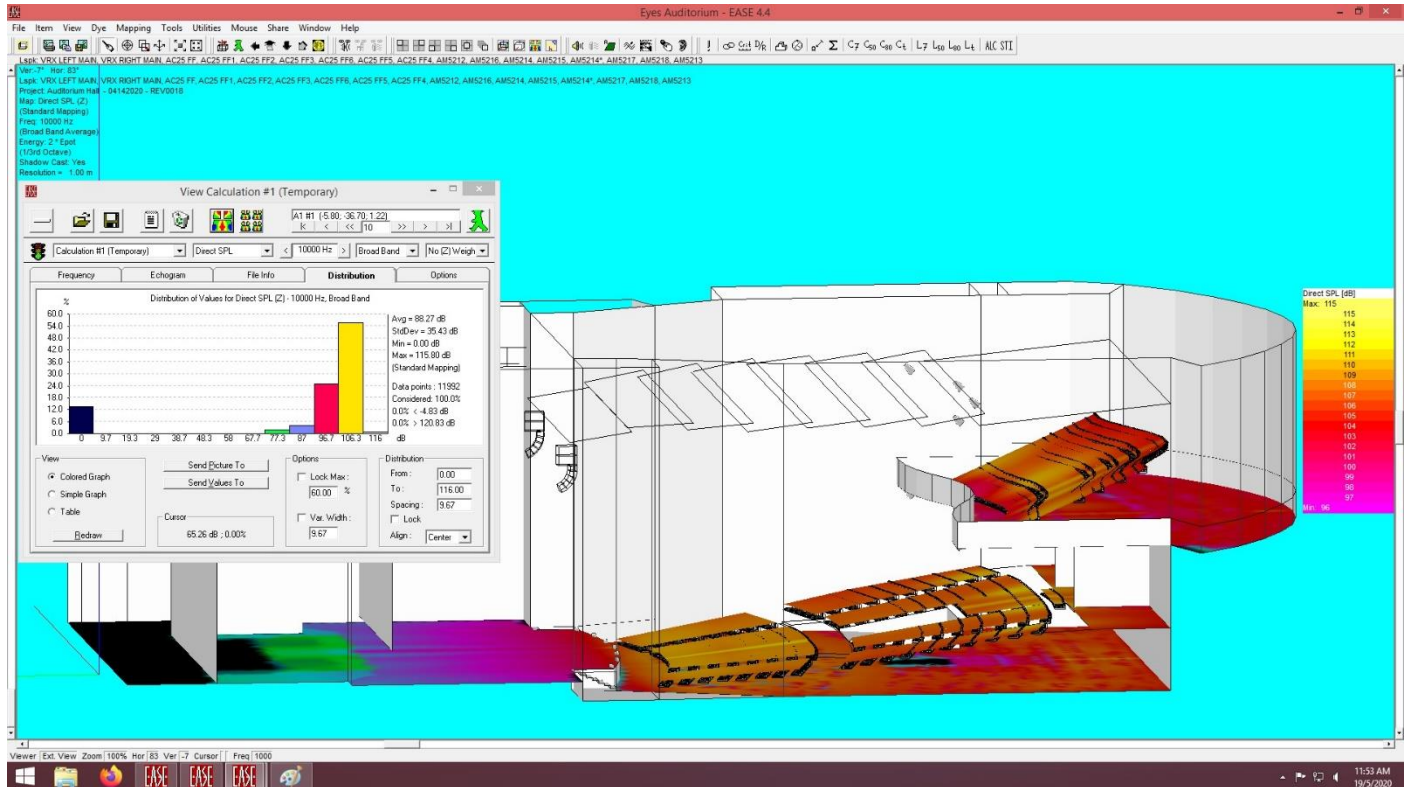 Eyes Auditorium - EASE 4.4
File Item View Dye Mapping Tools Utilities Mouse Share Window Help
C7 C50 C80 Ct L7 L50 L80 Lt ALC STI
Lspk: VRX LEFT MAIN, VRX RIGHT MAIN, AC25 FF, AC25 FF1, AC25 FF2, AC25 FF3, AC25 FF6, AC25 FF5, AC25 FF4, AM5212, AM5216, AM5214, AM5215, AM5214*, AM5217, AM5218, AM5213
Ver:-7° Hor: 83°
Lspk: VRX LEFT MAIN, VRX RIGHT MAIN, AC25 FF, AC25 FF1, AC25 FF2, AC25 FF3, AC25 FF6, AC25 FF5, AC25 FF4, AM5212, AM5216, AM5214, AM5215, AM5214*, AM5217, AM5218, AM5213
Project: Auditorium Hall - 04142020 - REV0018
Map: Direct SPL (Z)
(Standard Mapping)
Freq: 10000 Hz
(Broad Band Average)
Energy: 2 * Epot
(1/3rd Octave)
Shadow Cast: Yes
Resolution = 1.00 m
View Calculation #1 (Temporary)
A1 #1 (-5.80; -36.70; 1.22)
K < << 10 >> > >|
Calculation #1 (Temporary) Direct SPL < 10000 Hz > Broad Band No (Z) Weigh
Frequency Echogram File Info Distribution Options
Distribution of Values for Direct SPL (Z) - 10000 Hz, Broad Band
%
60.0
54.0
48.0
42.0
36.0
30.0
24.0
18.0
12.0
6.0
0.0
0 9.7 19.3 29 38.7 48.3 58 67.7 77.3 87 96.7 106.3 116 dB
Avg = 88.27 dB
StdDev = 35.43 dB
Min = 0.00 dB
Max = 115.80 dB
(Standard Mapping)
Data points : 11992
Considered: 100.0%
0.0% < -4.83 dB
0.0% > 120.83 dB
View
Colored Graph
Simple Graph
Table
Redraw
Send Picture To
Send Values To
Cursor
65.26 dB ; 0.00%
Options
Lock Max :
60.00 %
Var. Width :
9.67
Distribution
From : 0.00
To : 116.00
Spacing : 9.67
Lock
Align : Center
Direct SPL [dB]
Max: 115
115
114
113
112
111
110
109
108
107
106
105
104
103
102
101
100
99
98
97
Min: 96
Viewer Ext. View Zoom 100% Hor 83 Ver -7 Cursor Freq 1000
EASE EASE EASE
11:53 AM
19/5/2020